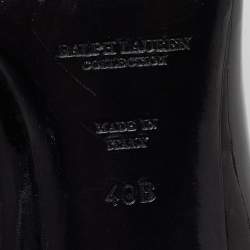 RALPH LAUREN
COLLECTION
MADE IN
ITALY
40B